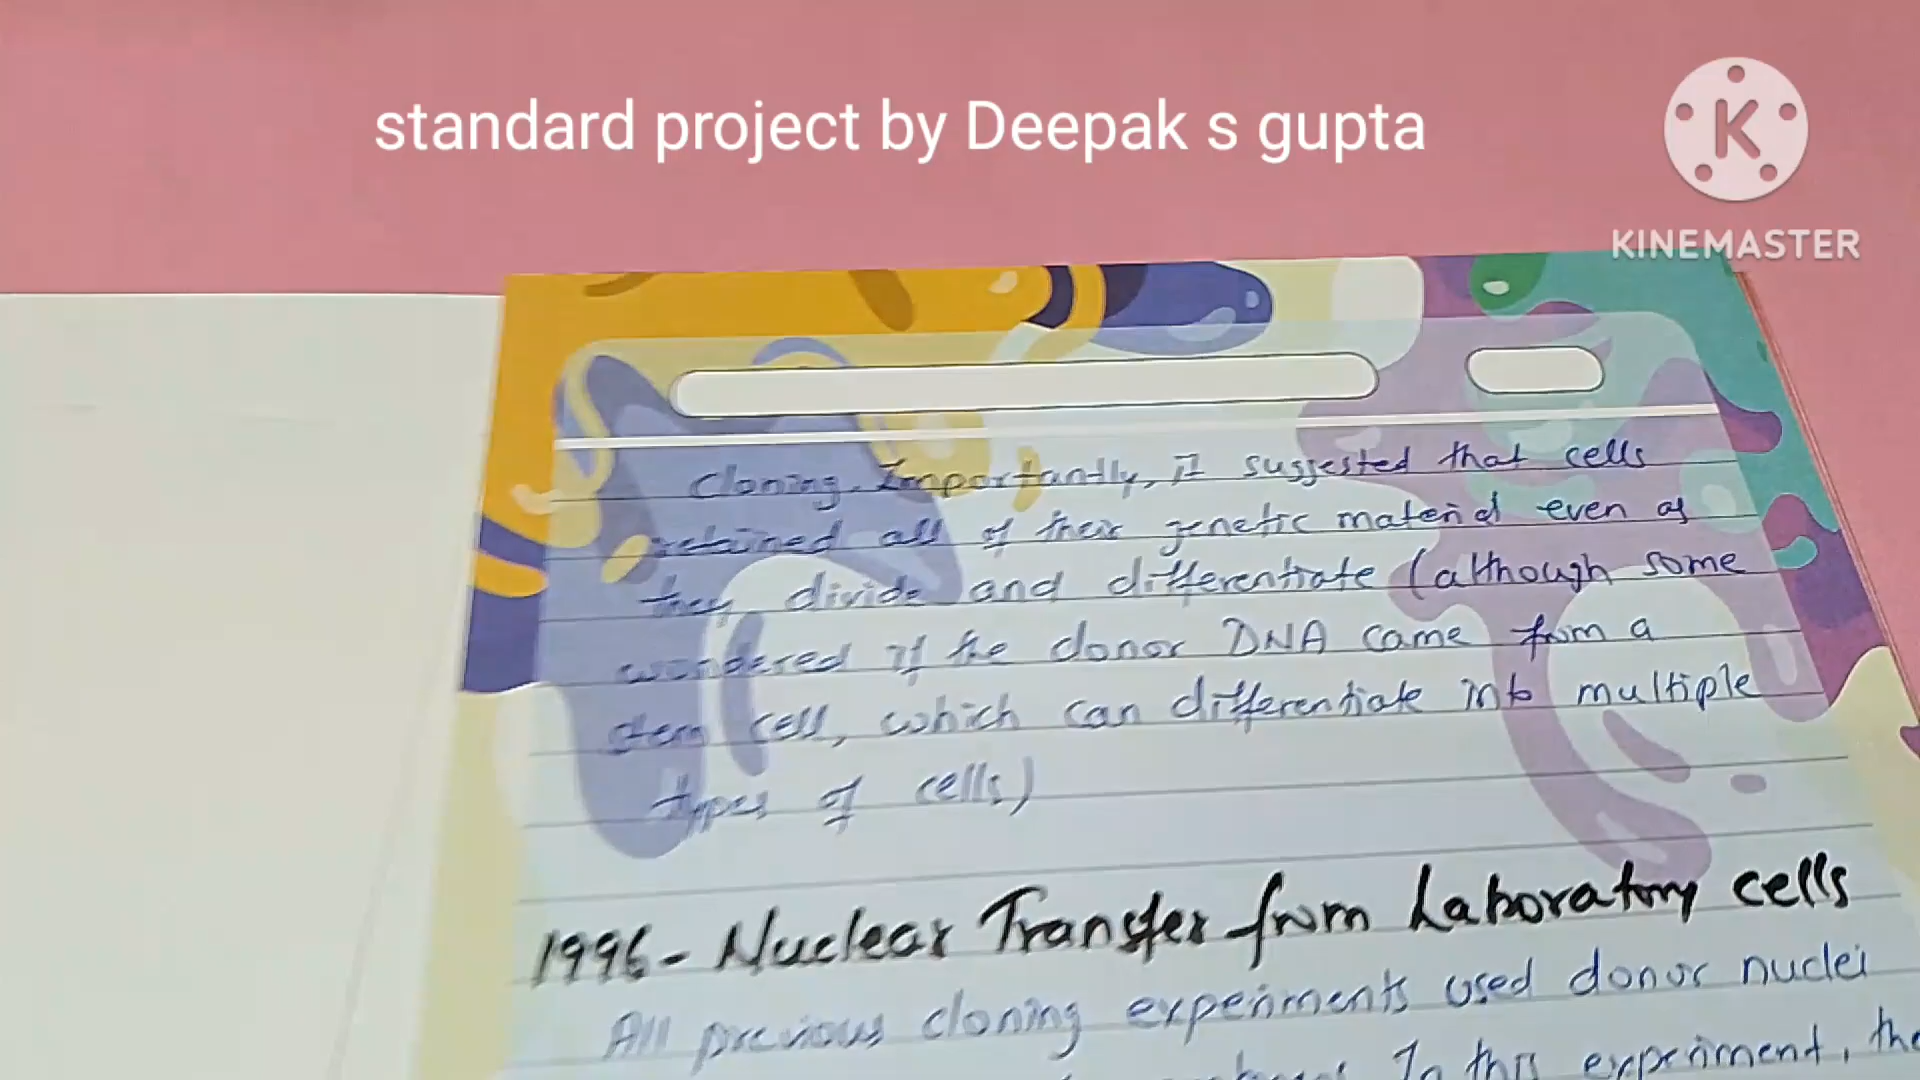 standard project by Deepak s gupta
K
KINEMASTER
cloning. Importantly, it suggested that cells
retained all of their genetic material even as
they divide and differentiate (although some
wondered if the donor DNA came from a
stem cell, which can differentiate into multiple
types of cells)
1996- Nuclear Transfer from Laboratory cells
All previous cloning experiments used donor nuclei
In this experiment, the